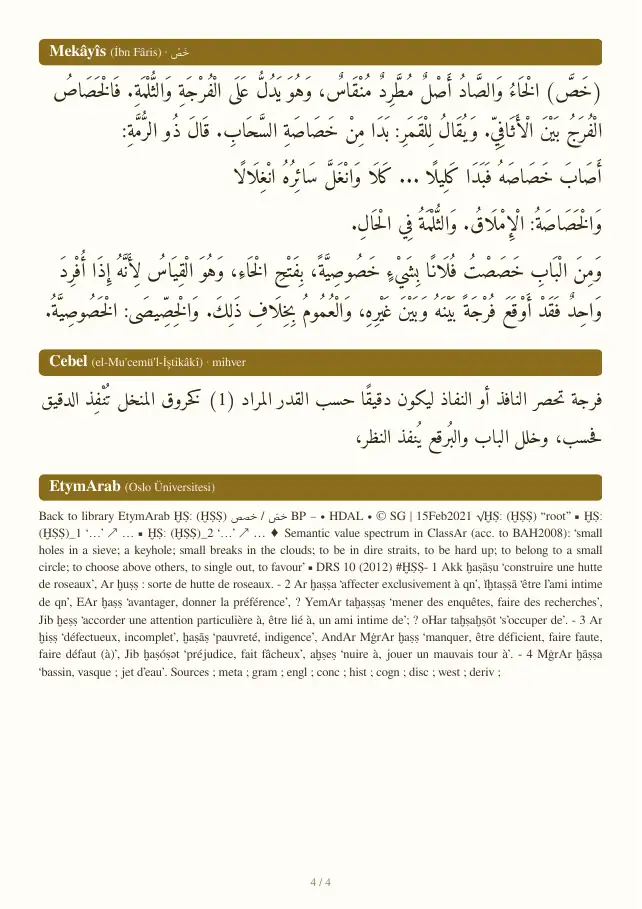 Mekâyîs (İbn Fâris) · خَصّ
(خَصَّ) الْخَاءُ وَالصَّادُ أَصْلٌ مُطَّرِدٌ مُنْقَاسٌ، وَهُوَ يَدُلُّ عَلَى الْفُرْجَةِ وَالثُّلْمَةِ. فَالْخَصَاصُ
الْفُرَجُ بَيْنَ الْأَثَافِيِّ. وَيُقَالُ لِلْقَمَرِ: بَدَا مِنْ خَصَاصَةِ السَّحَابِ. قَالَ ذُو الرُّمَّةِ:
أَصَابَ خَصَاصَهُ فَبَدَا كَلِيلًا ... كَلَا وَانْغَلَّ سَائِرُهُ انْغِلَالًا
وَالْخَصَاصَةُ: الْإِمْلَاقُ. وَالثُّلْمَةُ فِي الْحَالِ.
وَمِنَ الْبَابِ خَصَصْتُ فُلَانًا بِشَيْءٍ خَصُوصِيَّةً، بِفَتْحِ الْخَاءِ، وَهُوَ الْقِيَاسُ لِأَنَّهُ إِذَا أُفْرِدَ
وَاحِدٌ فَقَدْ أَوْقَعَ فُرْجَةً بَيْنَهُ وَبَيْنَ غَيْرِهِ، وَالْعُمُومُ بِخِلَافِ ذَلِكَ. وَالْخِصِّيصَى: الْخَصُوصِيَّةُ.
Cebel (el-Mu'cemü'l-İştikâkî) · mihver
فرجة تحصر النافذ أو النفاذ ليكون دقيقًا حسب القدر المراد (1) كخروق المنخل تُنْفِذ الدقيق
فحسب، وخلل الباب والبُرقع يُنفذ النظر،
EtymArab (Oslo Üniversitesi)
Back to library EtymArab ḪṢ: (ḪṢṢ) خصّ / خصص BP – • HDAL • © SG | 15Feb2021 √ḪṢ: (ḪṢṢ) “root” ▪ ḪṢ:
(ḪṢṢ)_1 ‘…’ ↗ … ▪ ḪṢ: (ḪṢṢ)_2 ‘…’ ↗ … ♦ Semantic value spectrum in ClassAr (acc. to BAH2008): ‘small
holes in a sieve; a keyhole; small breaks in the clouds; to be in dire straits, to be hard up; to belong to a small
circle; to choose above others, to single out, to favour’ ▪ DRS 10 (2012) #ḪṢṢ- 1 Akk ḫaṣāṣu ‘construire une hutte
de roseaux’, Ar ḫuṣṣ : sorte de hutte de roseaux. - 2 Ar ḫaṣṣa ‘affecter exclusivement à qn’, ĭḫtaṣṣā ‘être l’ami intime
de qn’, EAr ḫaṣṣ ‘avantager, donner la préférence’, ? YemAr taḫaṣṣaṣ ‘mener des enquêtes, faire des recherches’,
Jib ḫeṣṣ ‘accorder une attention particulière à, être lié à, un ami intime de’; ? oHar taḫṣaḫṣōt ‘s’occuper de’. - 3 Ar
ḫiṣṣ ‘défectueux, incomplet’, ḫaṣāṣ ‘pauvreté, indigence’, AndAr MġrAr ḫaṣṣ ‘manquer, être déficient, faire faute,
faire défaut (à)’, Jib ḫaṣóṣət ‘préjudice, fait fâcheux’, aḫṣeṣ ‘nuire à, jouer un mauvais tour à’. - 4 MġrAr ḫāṣṣa
‘bassin, vasque ; jet d’eau’. Sources ; meta ; gram ; engl ; conc ; hist ; cogn ; disc ; west ; deriv ;
4 / 4